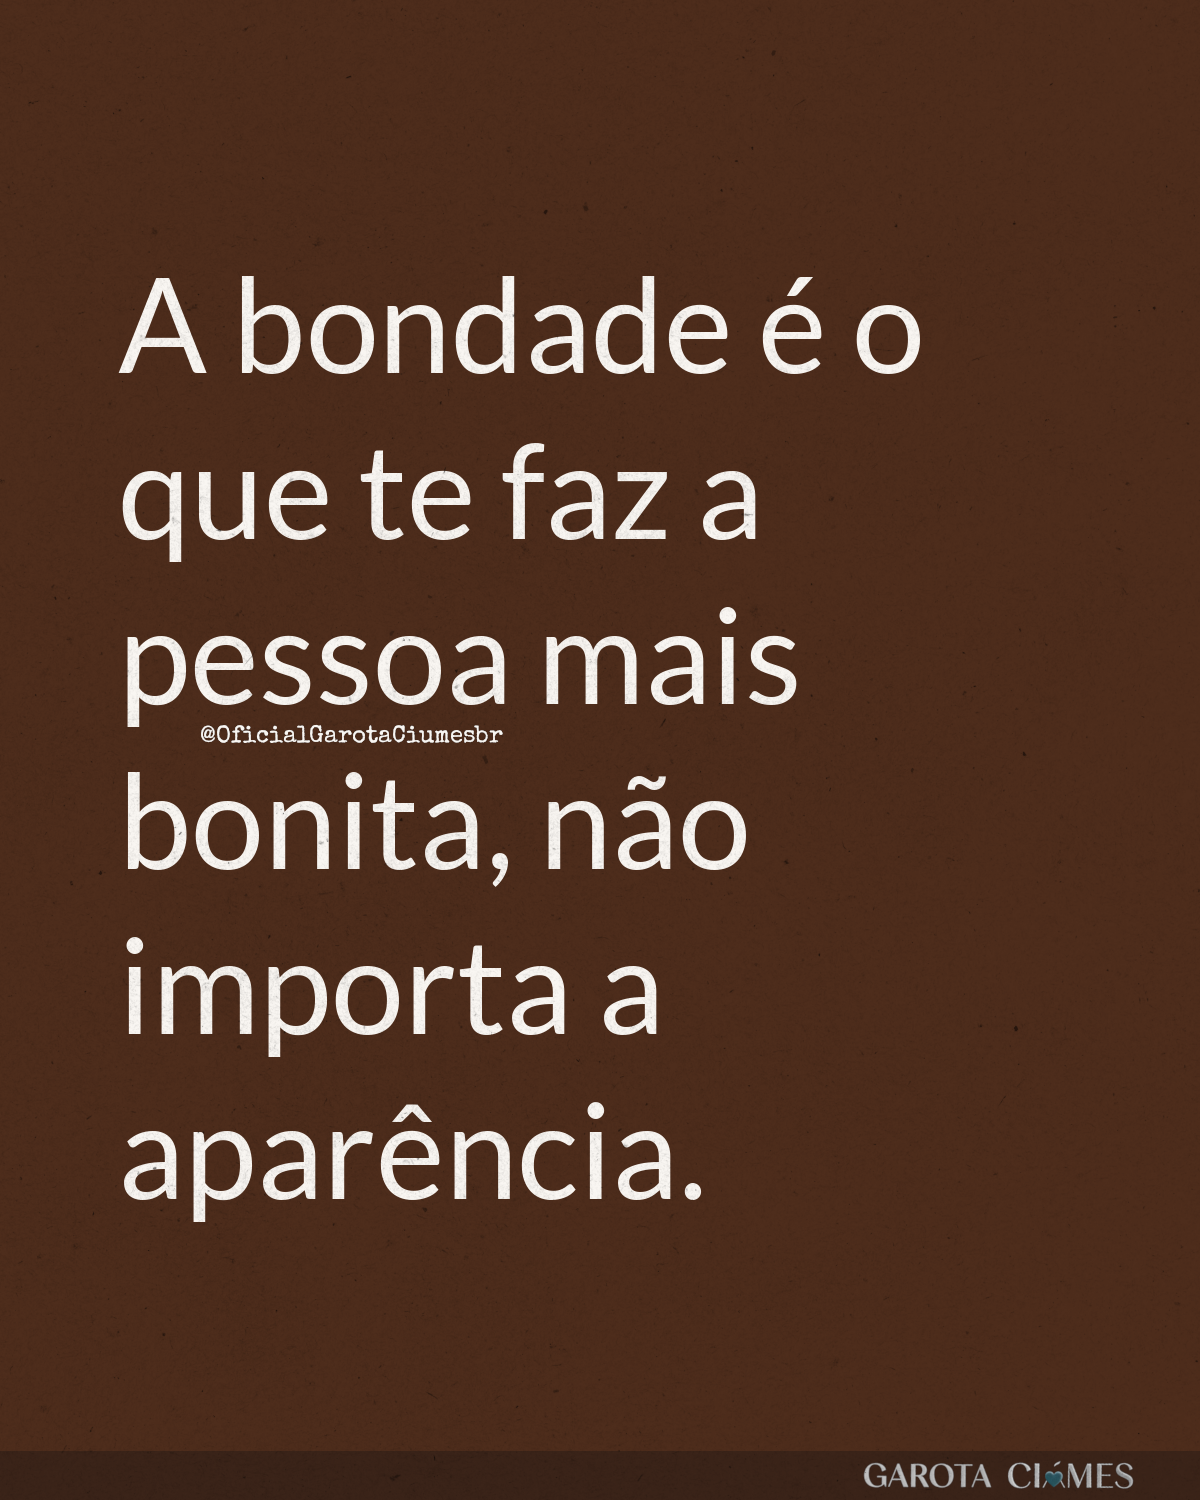 A bondade é o
que te faz a
pessoa mais
@OficialGarotaCiumesbr
bonita, não
importa a
aparência.
GAROTA CIÚMES